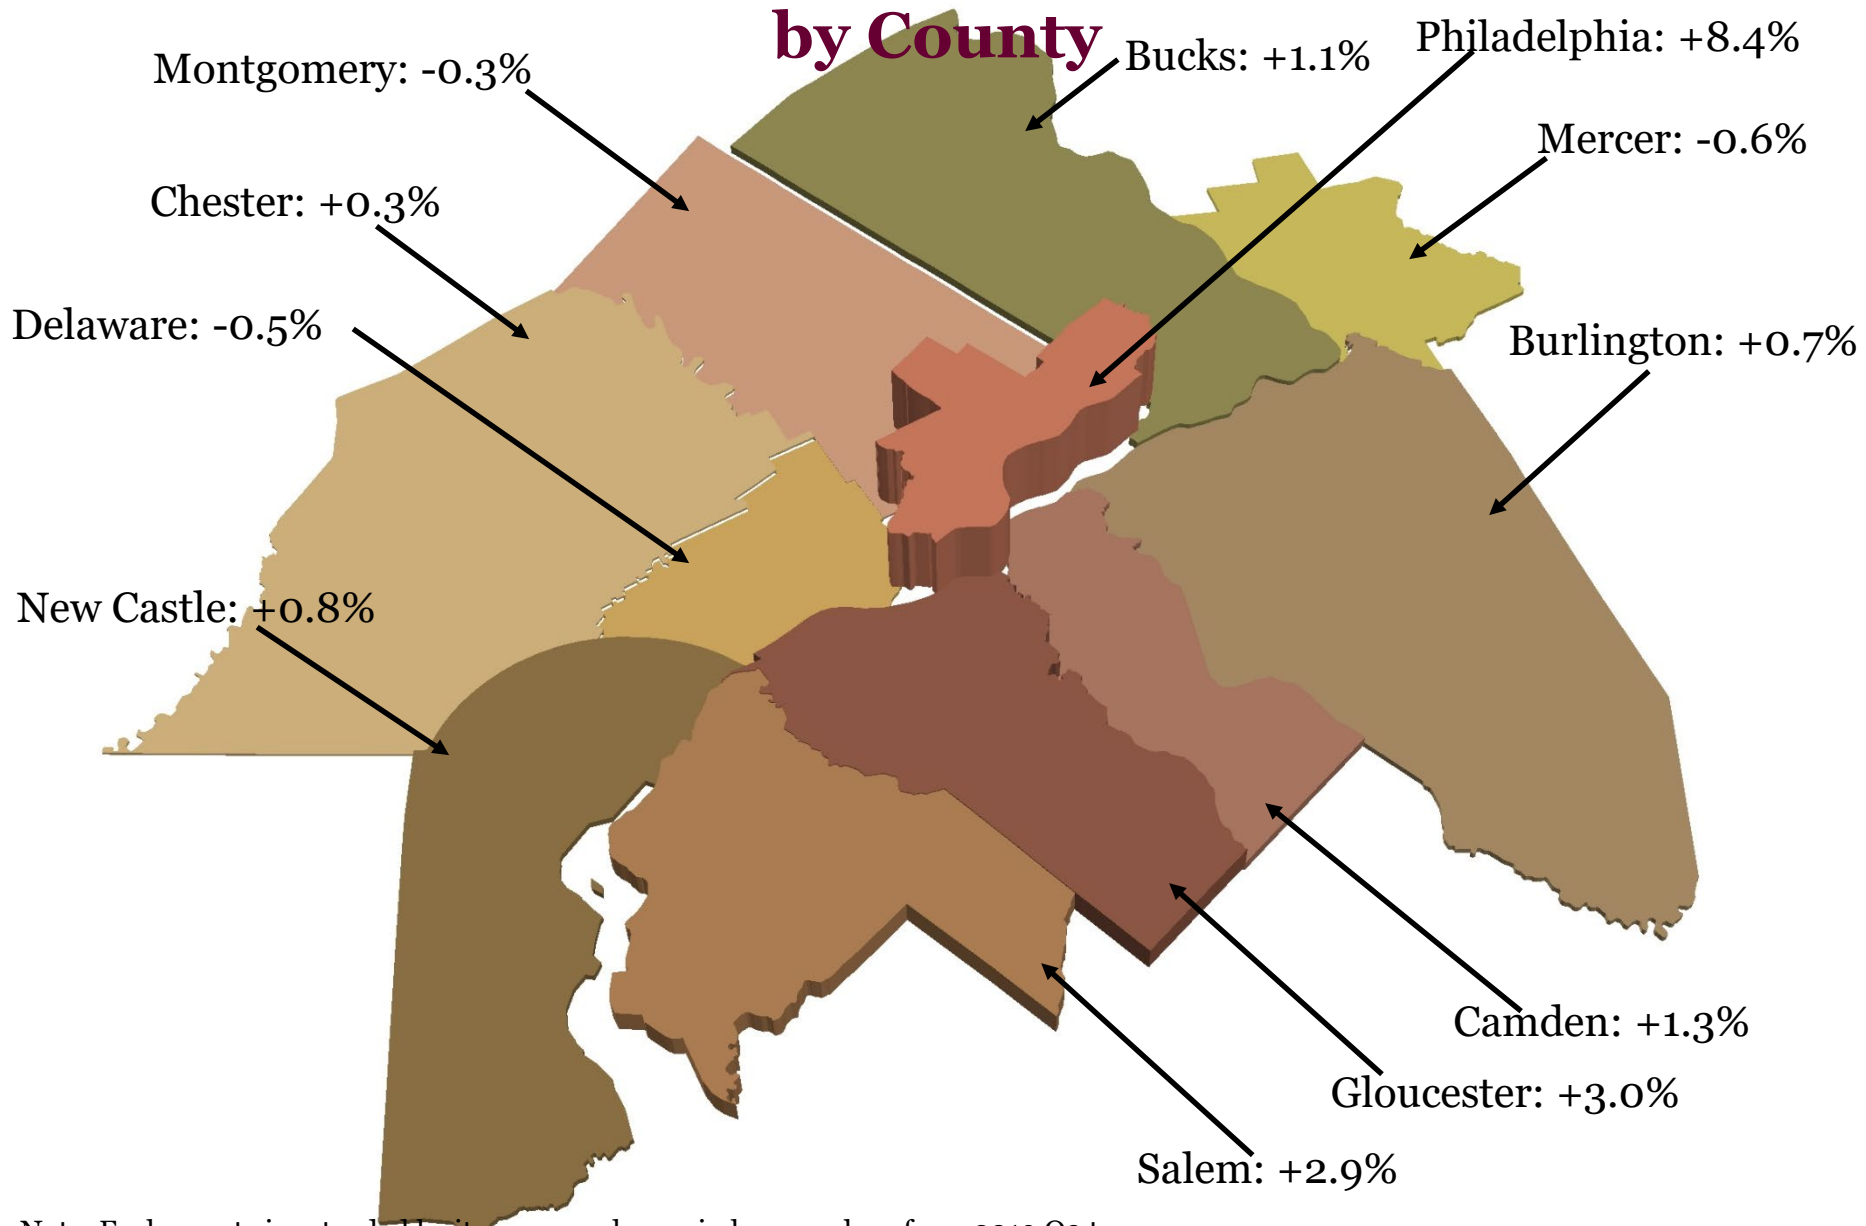 by County
Philadelphia: +8.4%
Bucks: +1.1%
Montgomery: -0.3%
Mercer: -0.6%
Chester: +0.3%
Delaware: -0.5%
Burlington: +0.7%
New Castle: +0.8%
Camden: +1.3%
Gloucester: +3.0%
Salem: +2.9%